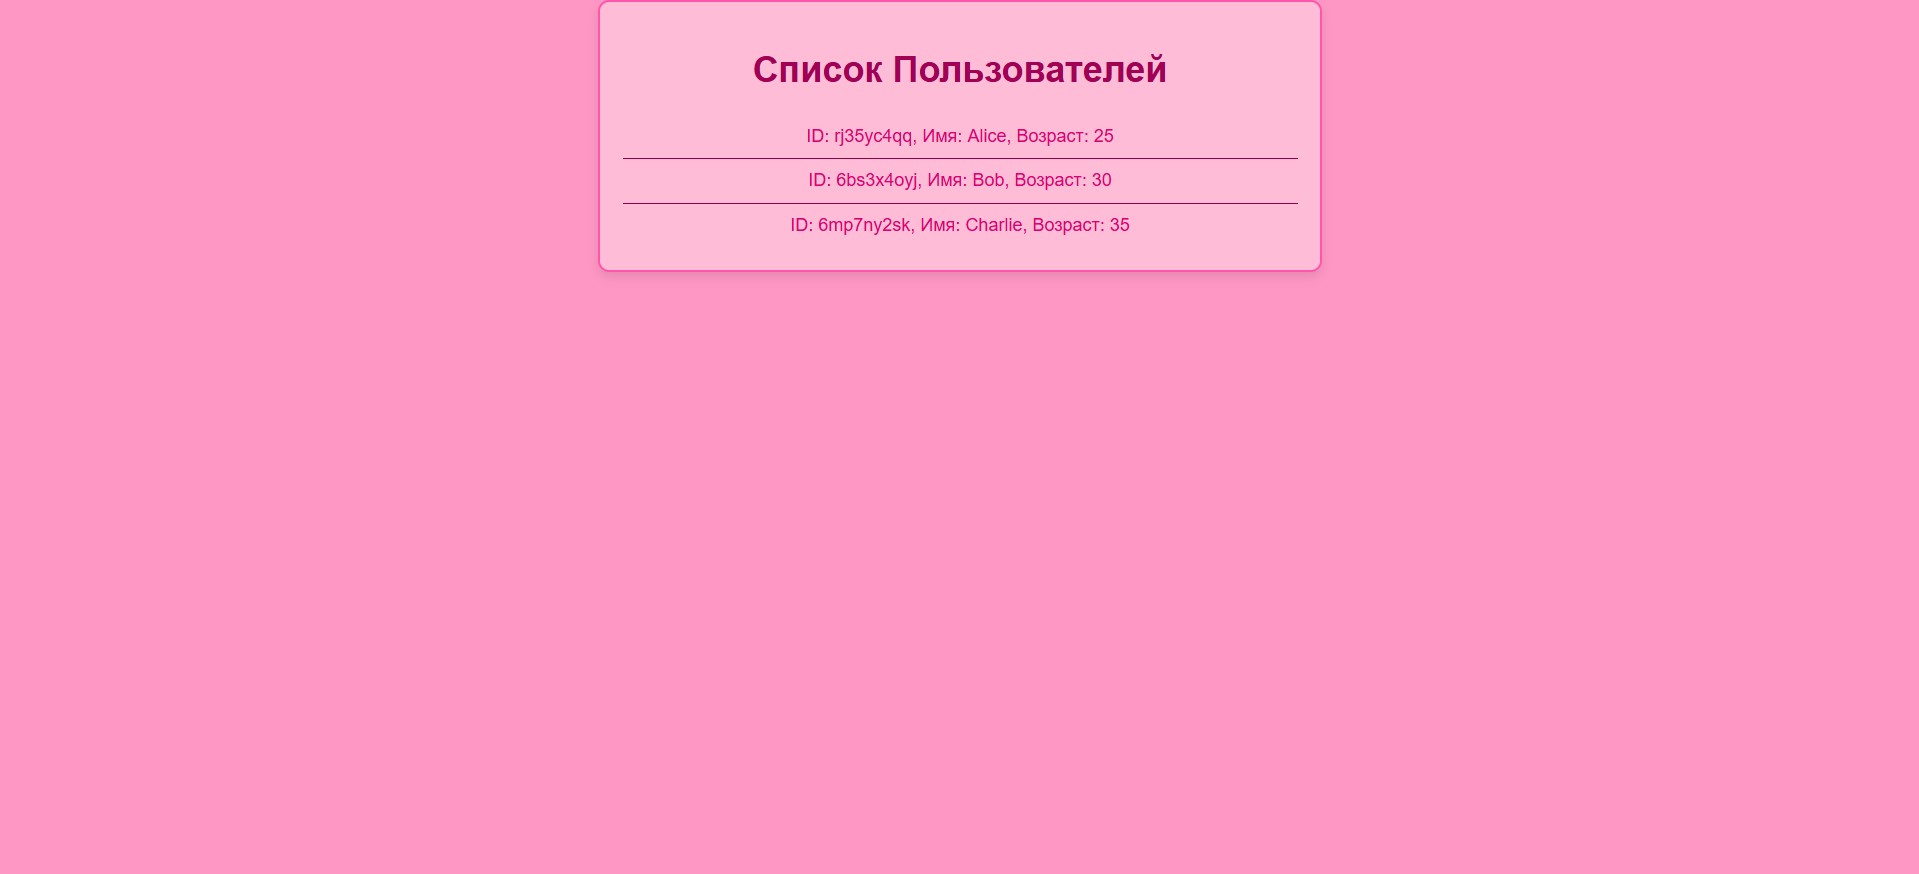 Список Пользователей
ID: rj35yc4qq, Имя: Alice, Возраст: 25
ID: 6bs3x4oyj, Имя: Bob, Возраст: 30
ID: 6mp7ny2sk, Имя: Charlie, Возраст: 35